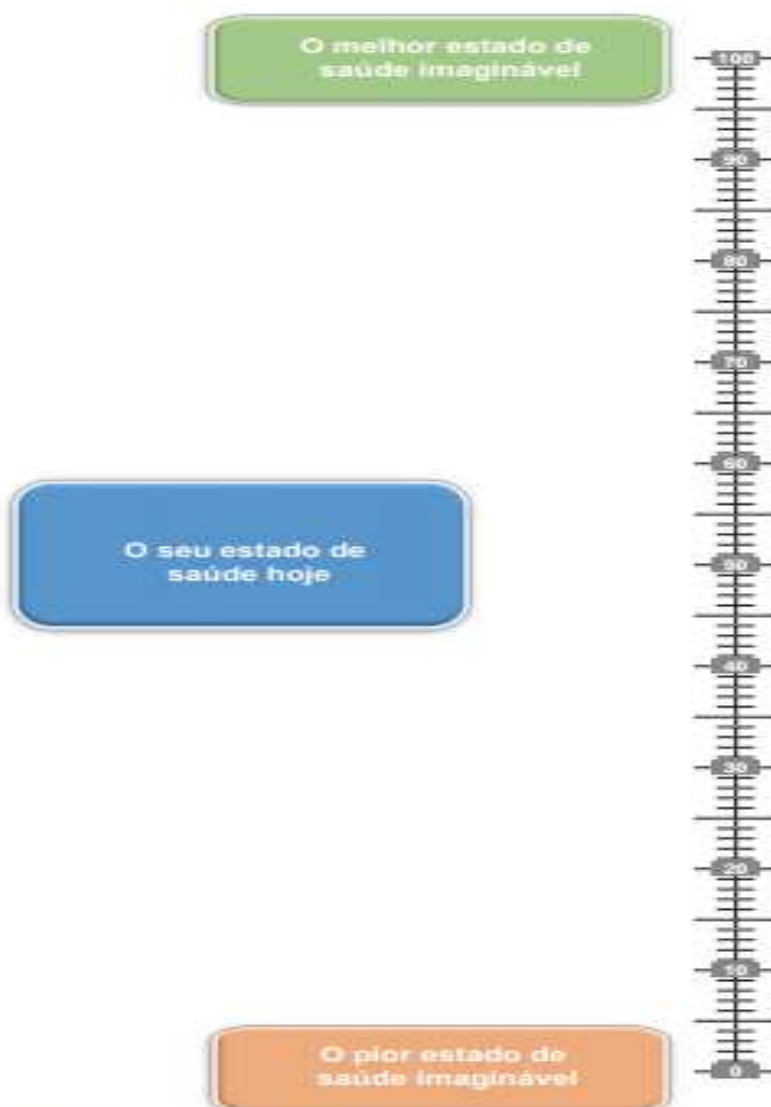 O melhor estado de
saúde imaginável
100
90
80
70
60
O seu estado de
saúde hoje
50
40
30
20
10
O pior estado de
saúde imaginável
0